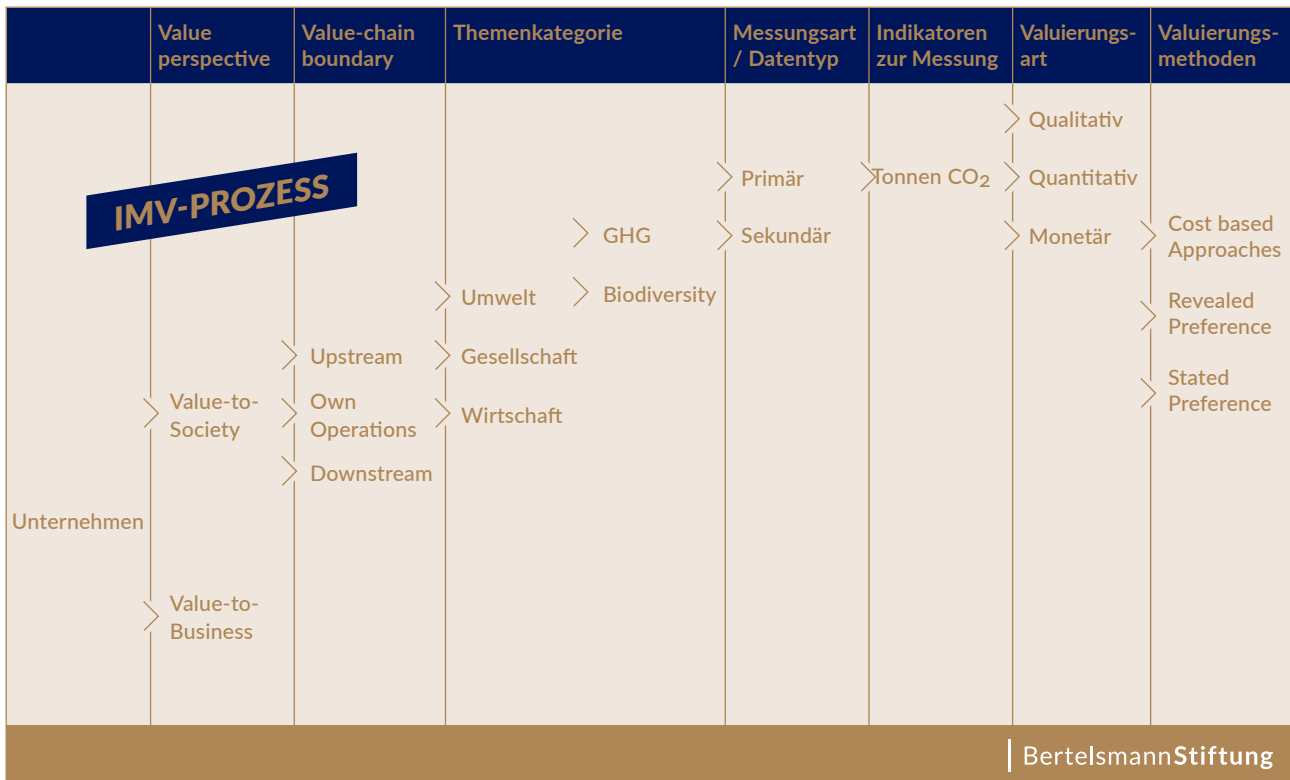 Value
perspective
Value-chain
boundary
Themenkategorie
Messungsart
/ Datentyp
Indikatoren
zur Messung
Valuierungs-
art
Valuierungs-
methoden
IMV-PROZESS
Unternehmen
Value-to-
Society
Value-to-
Business
Upstream
Own
Operations
Downstream
Umwelt
Gesellschaft
Wirtschaft
GHG
Biodiversity
Primär
Sekundär
Tonnen CO₂
Qualitativ
Quantitativ
Monetär
Cost based
Approaches
Revealed
Preference
Stated
Preference
BertelsmannStiftung